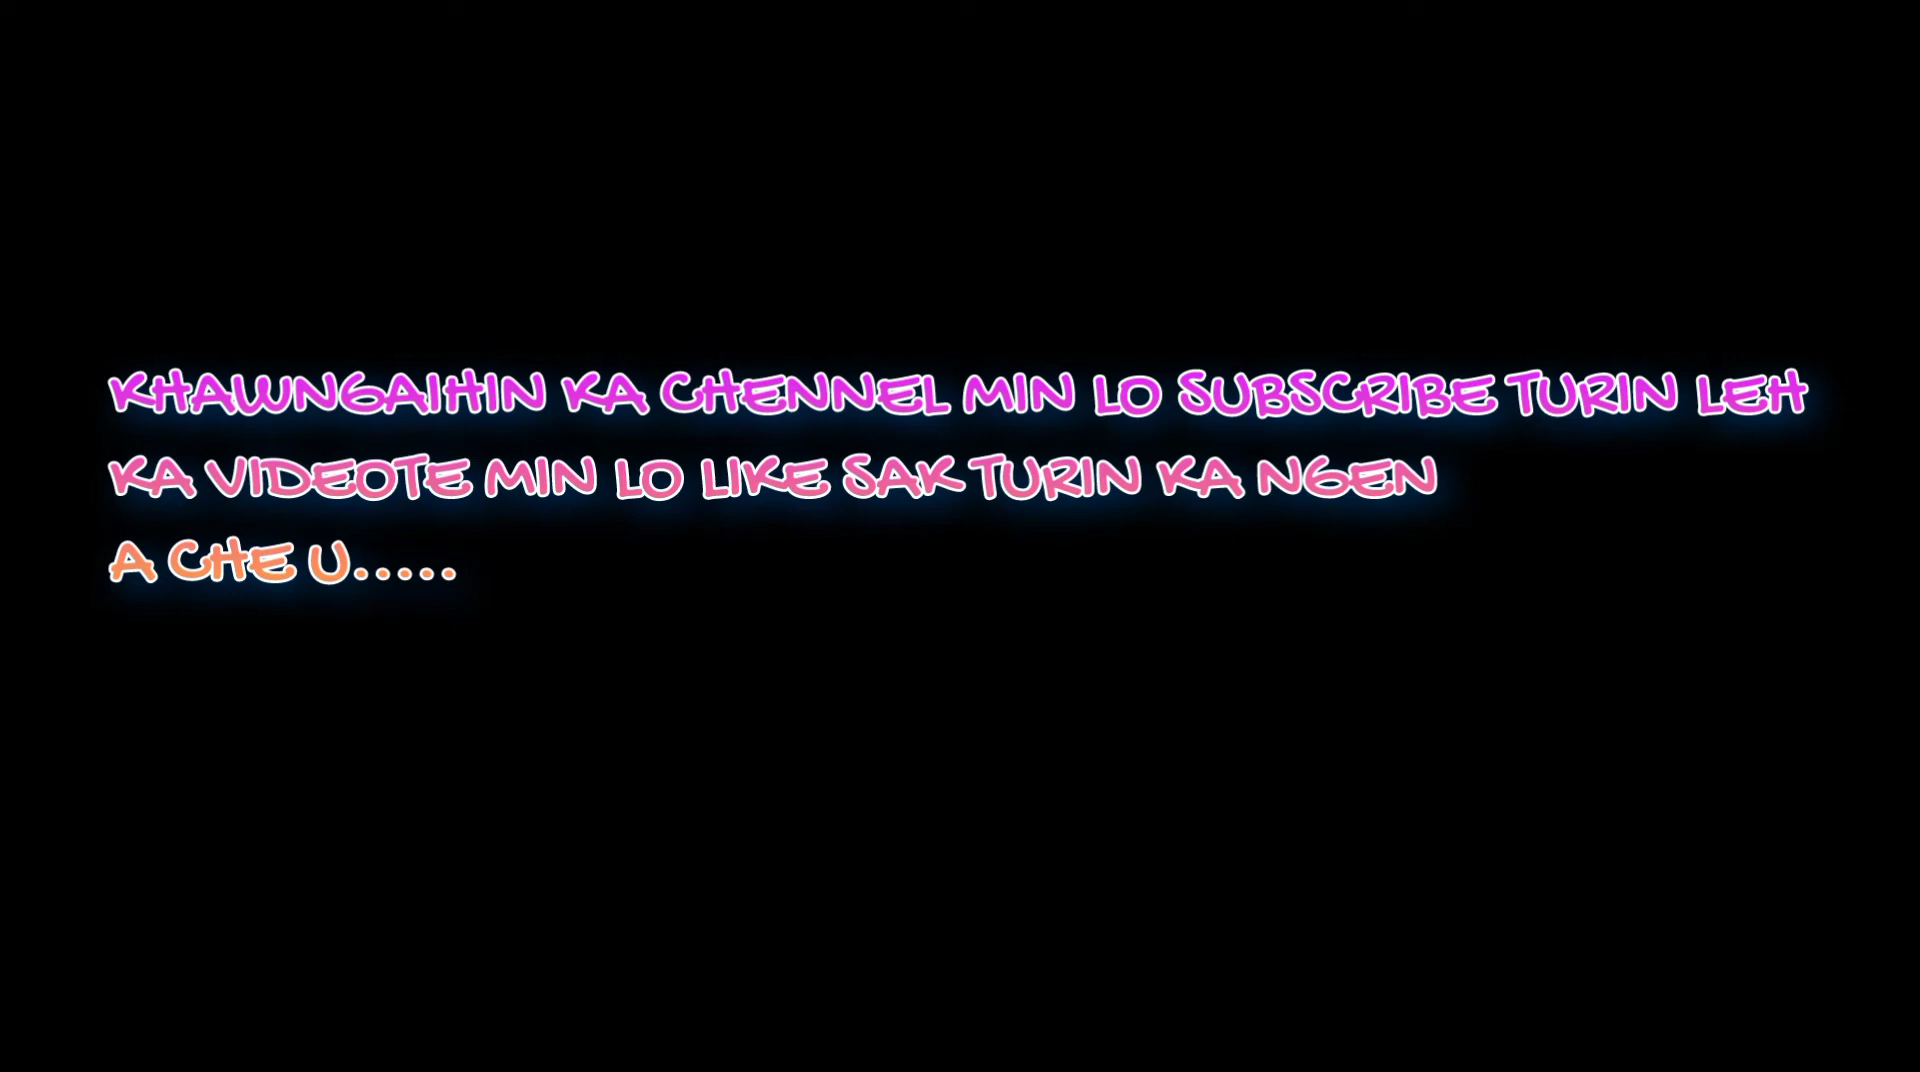 KHAWNGAIHIN KA CHENNEL MIN LO SUBSCRIBE TURIN LEH
KA VIDEOTE MIN LO LIKE SAK TURIN KA NGEN
A CHE U.....